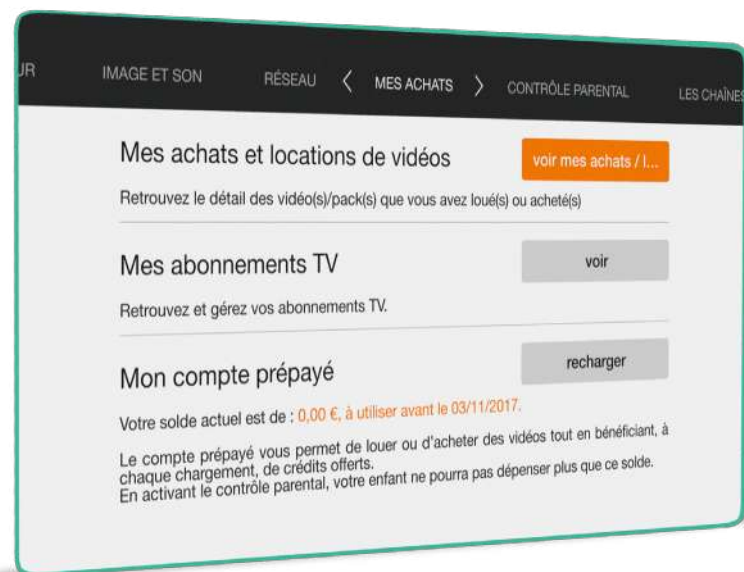 UR IMAGE ET SON RÉSEAU < MES ACHATS > CONTRÔLE PARENTAL LES CHAÎNES
Mes achats et locations de vidéos voir mes achats / l...
Retrouvez le détail des vidéo(s)/pack(s) que vous avez loué(s) ou acheté(s)
Mes abonnements TV voir
Retrouvez et gérez vos abonnements TV.
Mon compte prépayé recharger
Votre solde actuel est de : 0,00 €, à utiliser avant le 03/11/2017.
Le compte prépayé vous permet de louer ou d'acheter des vidéos tout en bénéficiant, à
chaque chargement, de crédits offerts.
En activant le contrôle parental, votre enfant ne pourra pas dépenser plus que ce solde.